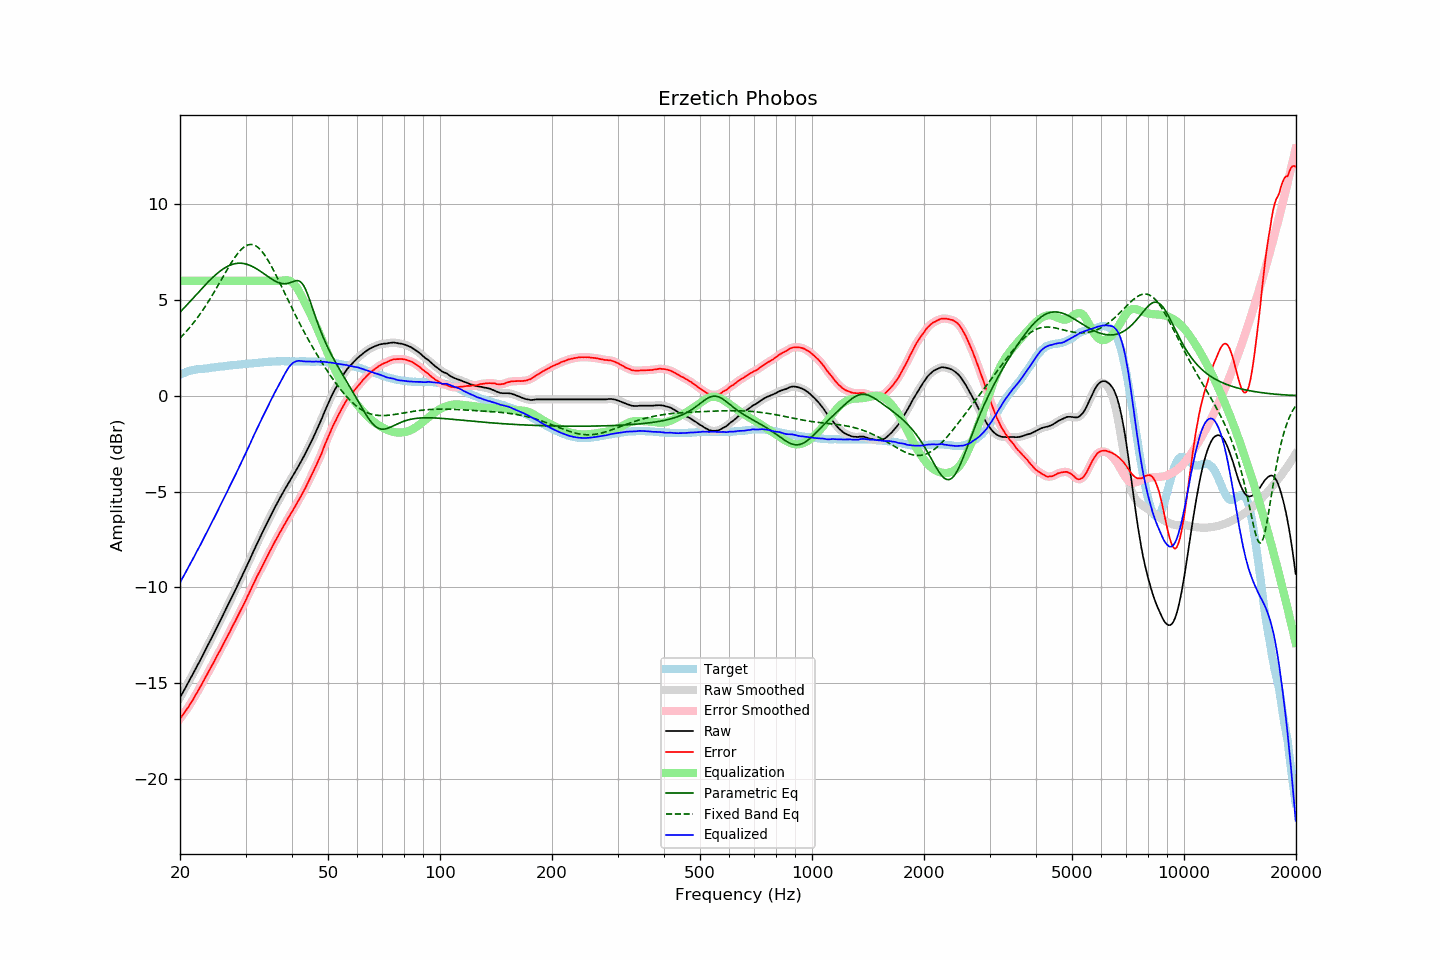 Erzetich Phobos
Amplitude (dBr)
10
5
0
−5
−10
−15
−20
Target
Raw Smoothed
Error Smoothed
Raw
Error
Equalization
Parametric Eq
Fixed Band Eq
Equalized
20 50 100 200 500 1000 2000 5000 10000 20000
Frequency (Hz)